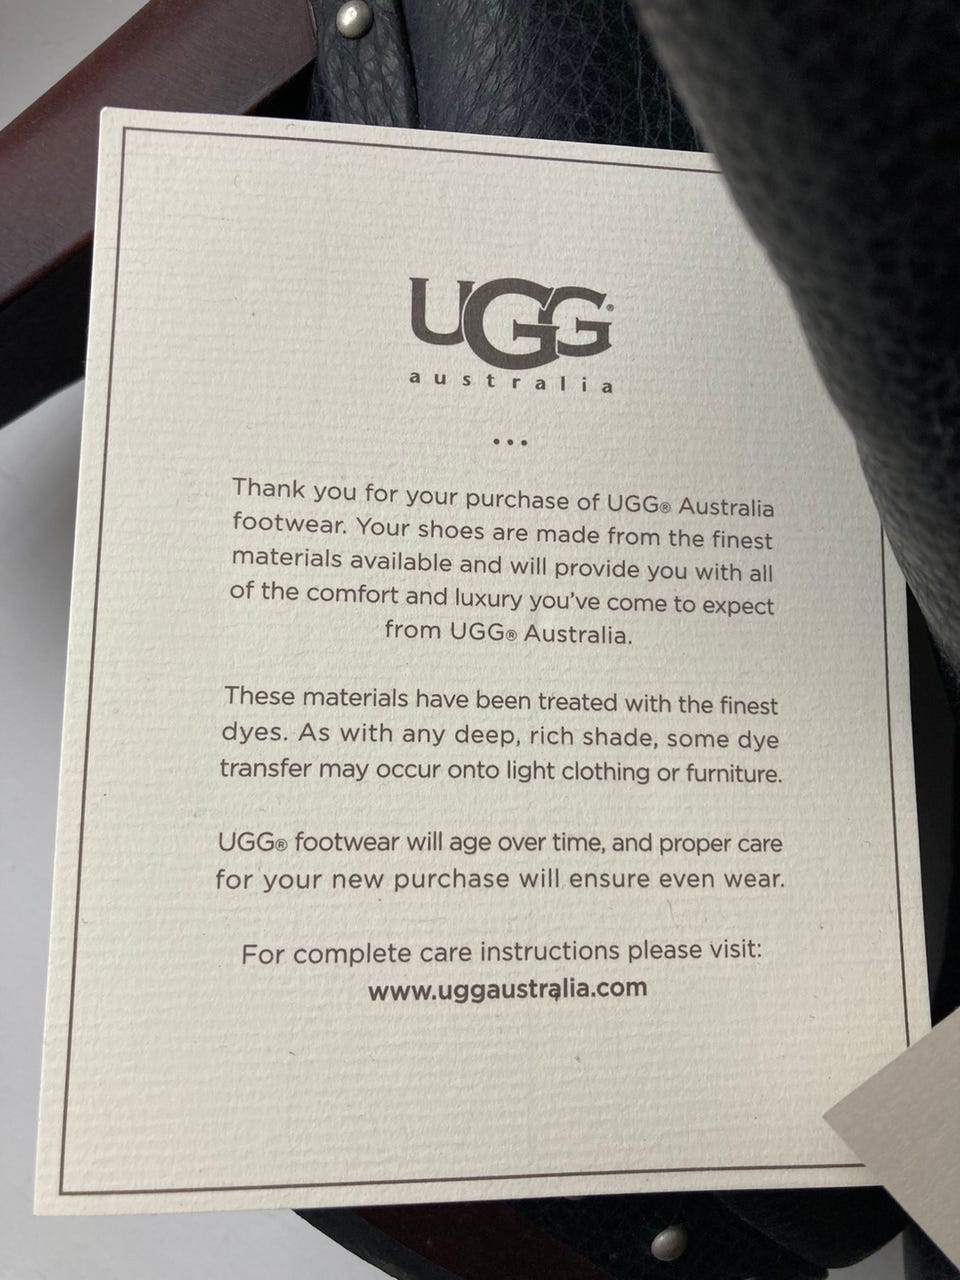 UGG®
australia
•••
Thank you for your purchase of UGG® Australia
footwear. Your shoes are made from the finest
materials available and will provide you with all
of the comfort and luxury you've come to expect
from UGG® Australia.
These materials have been treated with the finest
dyes. As with any deep, rich shade, some dye
transfer may occur onto light clothing or furniture.
UGG® footwear will age over time, and proper care
for your new purchase will ensure even wear.
For complete care instructions please visit:
www.uggaustralia.com